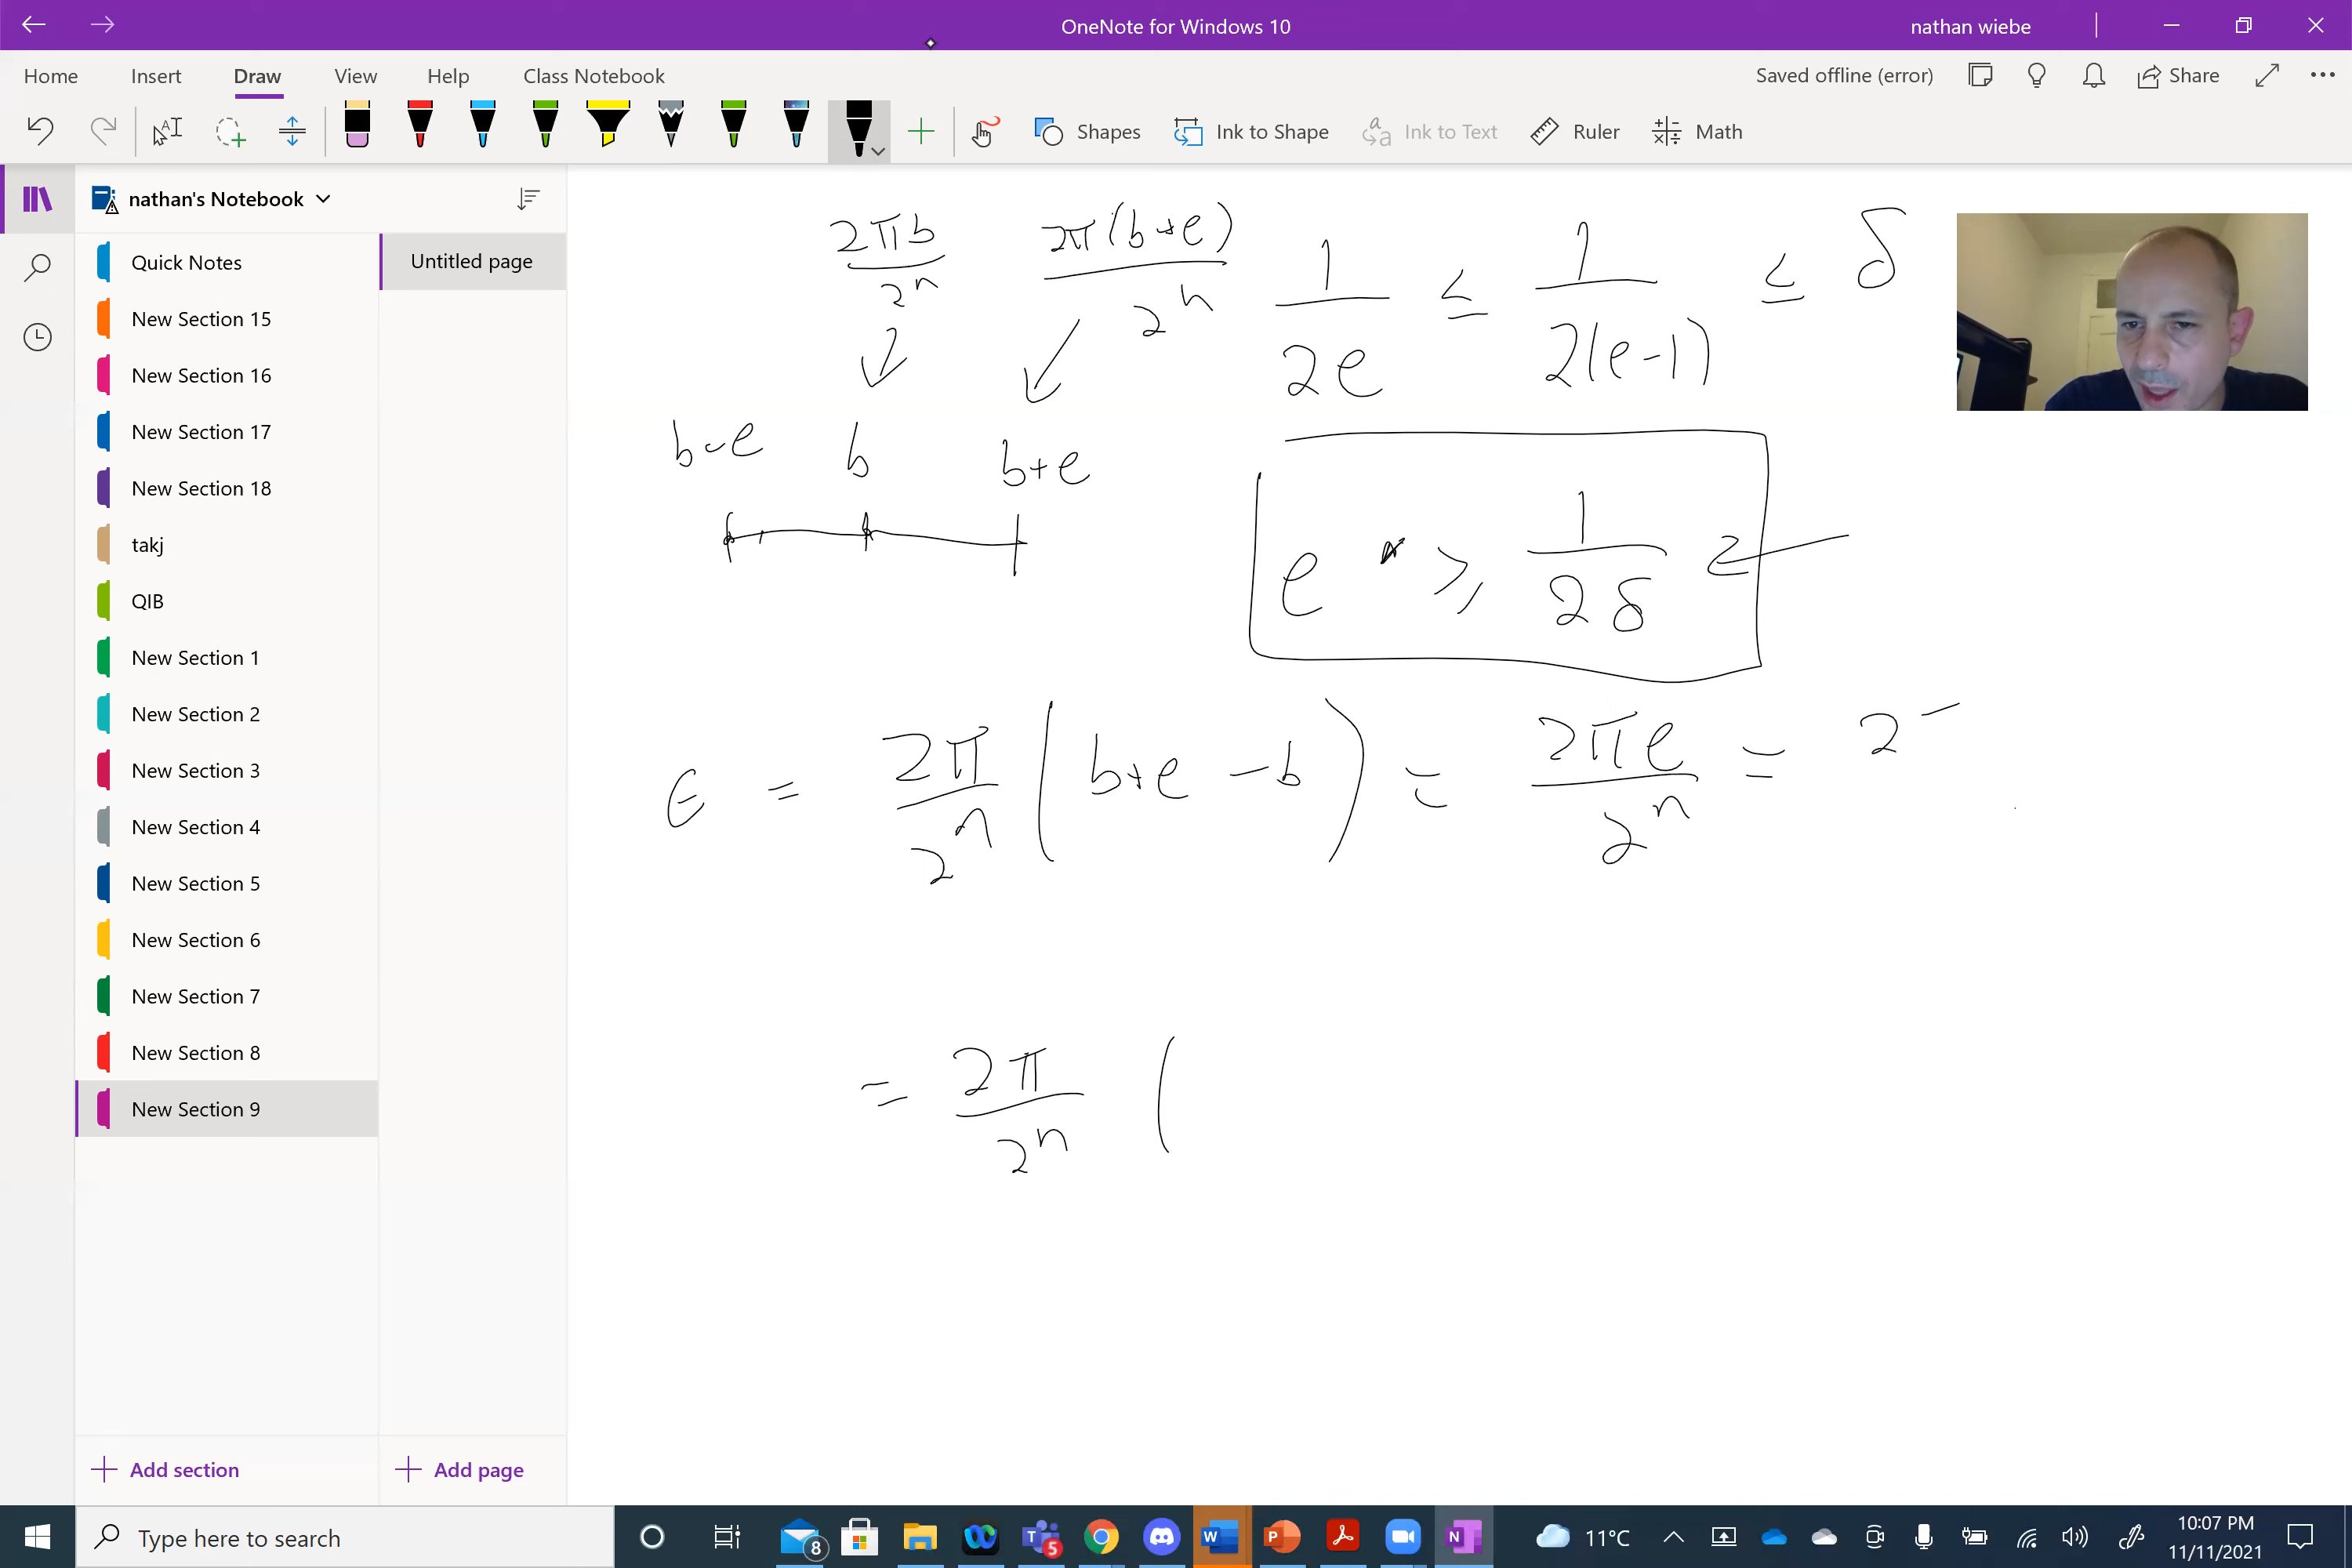 OneNote for Windows 10
nathan wiebe
Home Insert Draw View Help Class Notebook
Saved offline (error) Share
Shapes Ink to Shape Ink to Text Ruler Math
nathan's Notebook
Quick Notes
New Section 15
New Section 16
New Section 17
New Section 18
takj
QIB
New Section 1
New Section 2
New Section 3
New Section 4
New Section 5
New Section 6
New Section 7
New Section 8
New Section 9
Add section
Untitled page
Add page
2πb/2^n 2π(b+e)/2^n
1/2e ≤ 1/2(e-1) ≤ δ
b-e b b+e
e ≥ 1/2δ
ϵ = 2π/2^n (b+e-b) = 2πe/2^n = 2
= 2π/2^n (
Type here to search
8
5
11°C
10:07 PM
11/11/2021